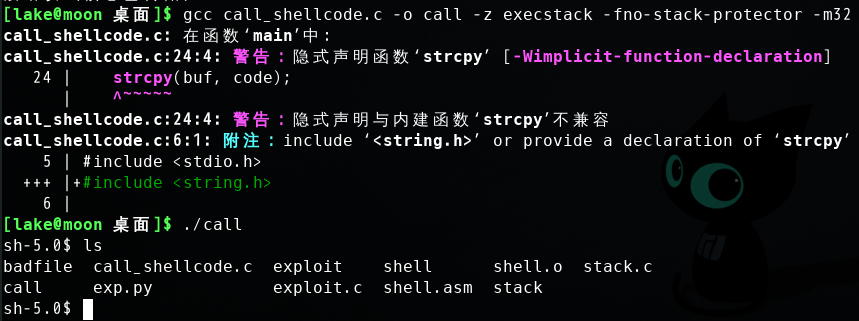 [lake@moon 桌面]$ gcc call_shellcode.c -o call -z execstack -fno-stack-protector -m32
call_shellcode.c: 在函数‘main’中:
call_shellcode.c:24:4: 警告：隐式声明函数‘strcpy’ [-Wimplicit-function-declaration]
   24 |    strcpy(buf, code);
      |    ^~~~~~
call_shellcode.c:24:4: 警告：隐式声明与内建函数‘strcpy’不兼容
call_shellcode.c:6:1: 附注：include ‘<string.h>’ or provide a declaration of ‘strcpy’
    5 | #include <stdio.h>
  +++ |+#include <string.h>
    6 |
[lake@moon 桌面]$ ./call
sh-5.0$ ls
badfile  call_shellcode.c  exploit    shell      shell.o  stack.c
call     exp.py            exploit.c  shell.asm  stack
sh-5.0$